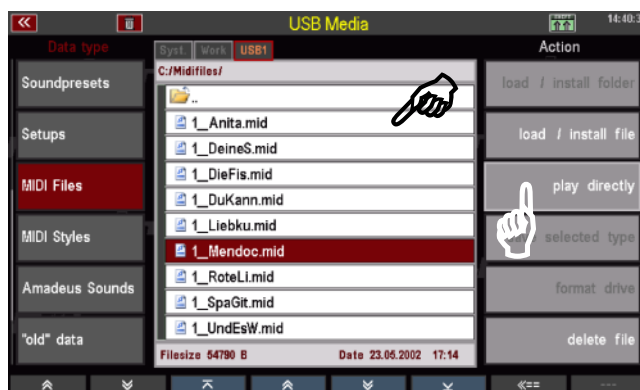 USB Media
14:40:3
Data type
Syst. Work USB1
Action
C:/Midifiles/
Soundpresets
Setups
MIDI Files
MIDI Styles
Amadeus Sounds
"old" data
..
1_Anita.mid
1_DeineS.mid
1_DieFis.mid
1_DuKann.mid
1_Liebku.mid
1_Mendoc.mid
1_RoteLi.mid
1_SpaGit.mid
1_UndEsW.mid
Filesize 54790 B Date 23.05.2002 17:14
load / install folder
load / install file
play directly
selected type
format drive
delete file
«==
---